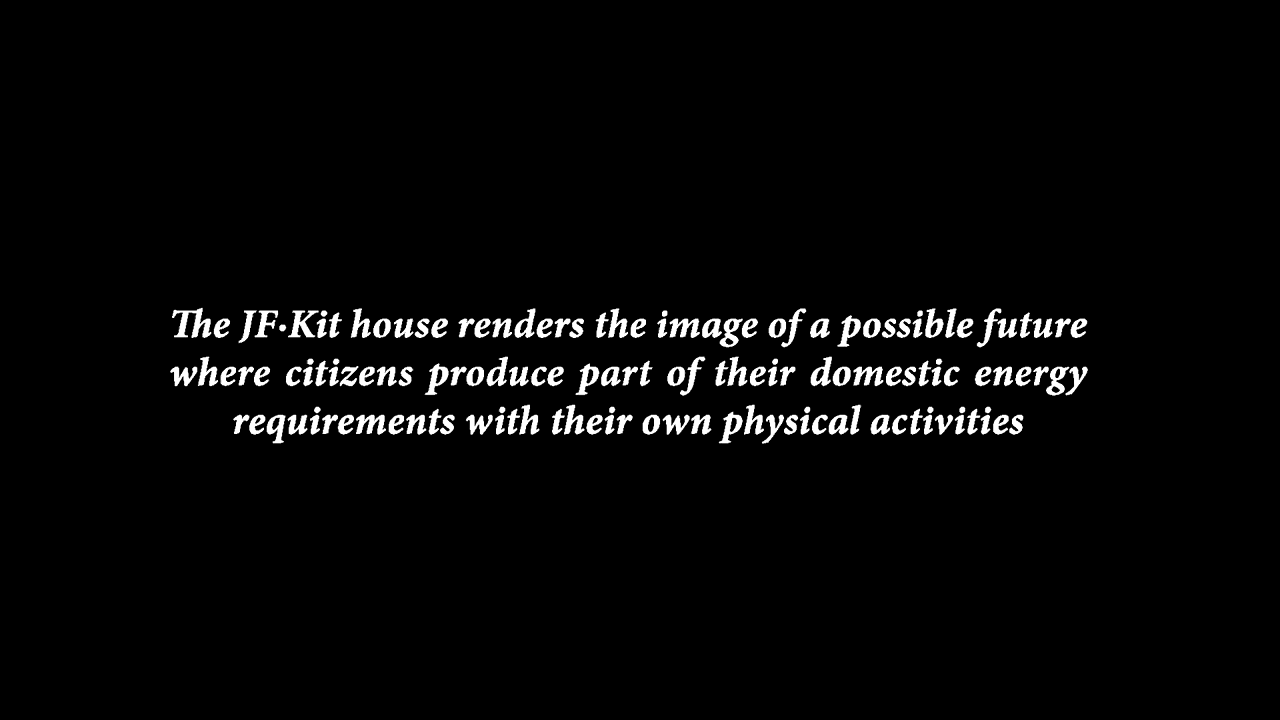 The JF·Kit house renders the image of a possible future
where citizens produce part of their domestic energy
requirements with their own physical activities